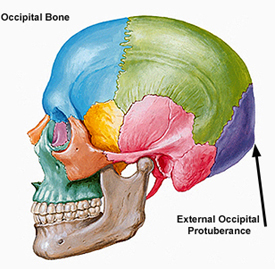 Occipital Bone
External Occipital
Protuberance